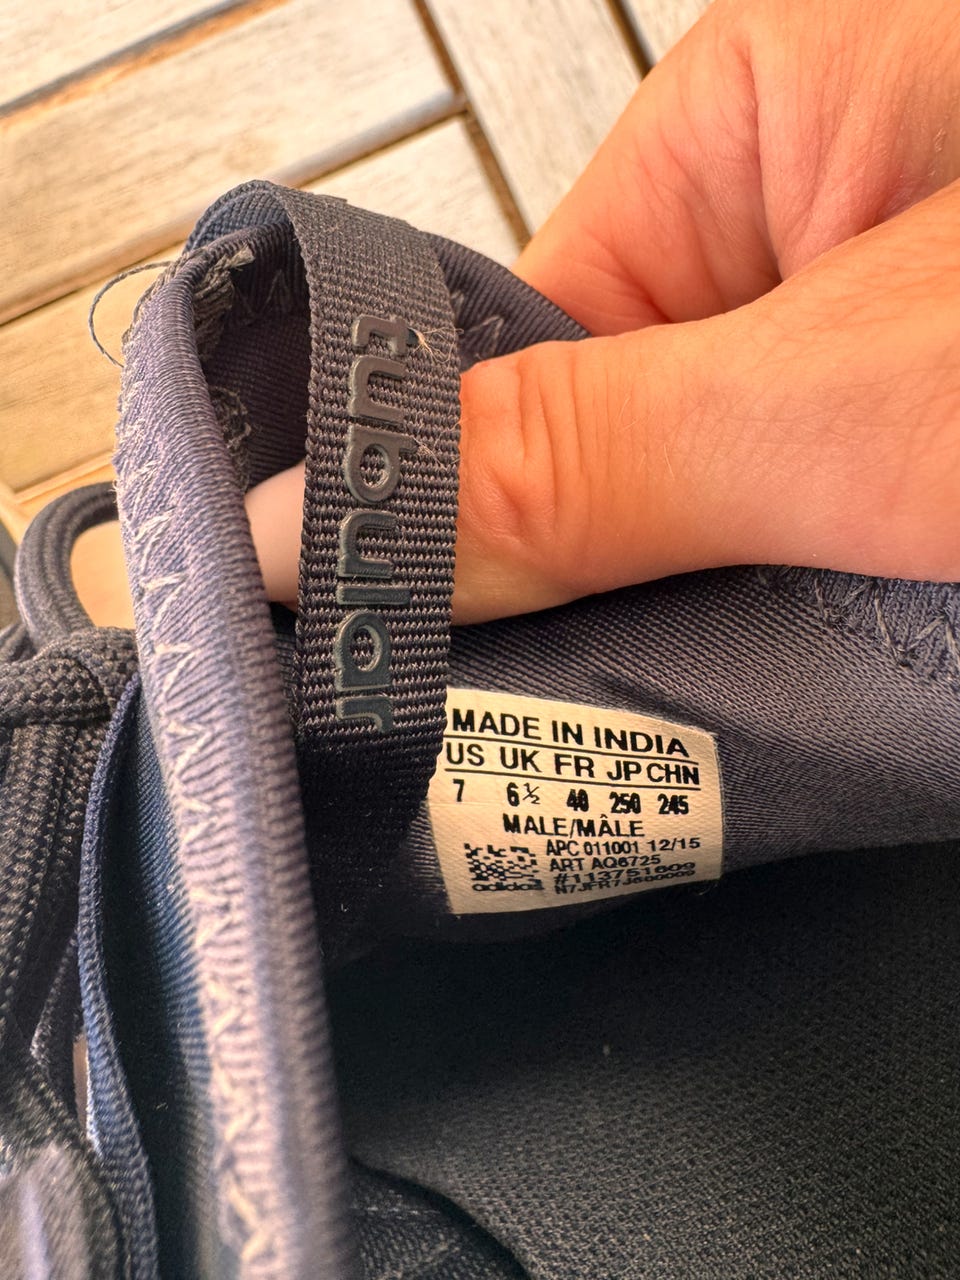 tubular
MADE IN INDIA
US UK FR JP CHN
7 6½ 40 250 245
MALE/MÂLE
APC 011001 12/15
ART AQ6725
#113751609
adidas